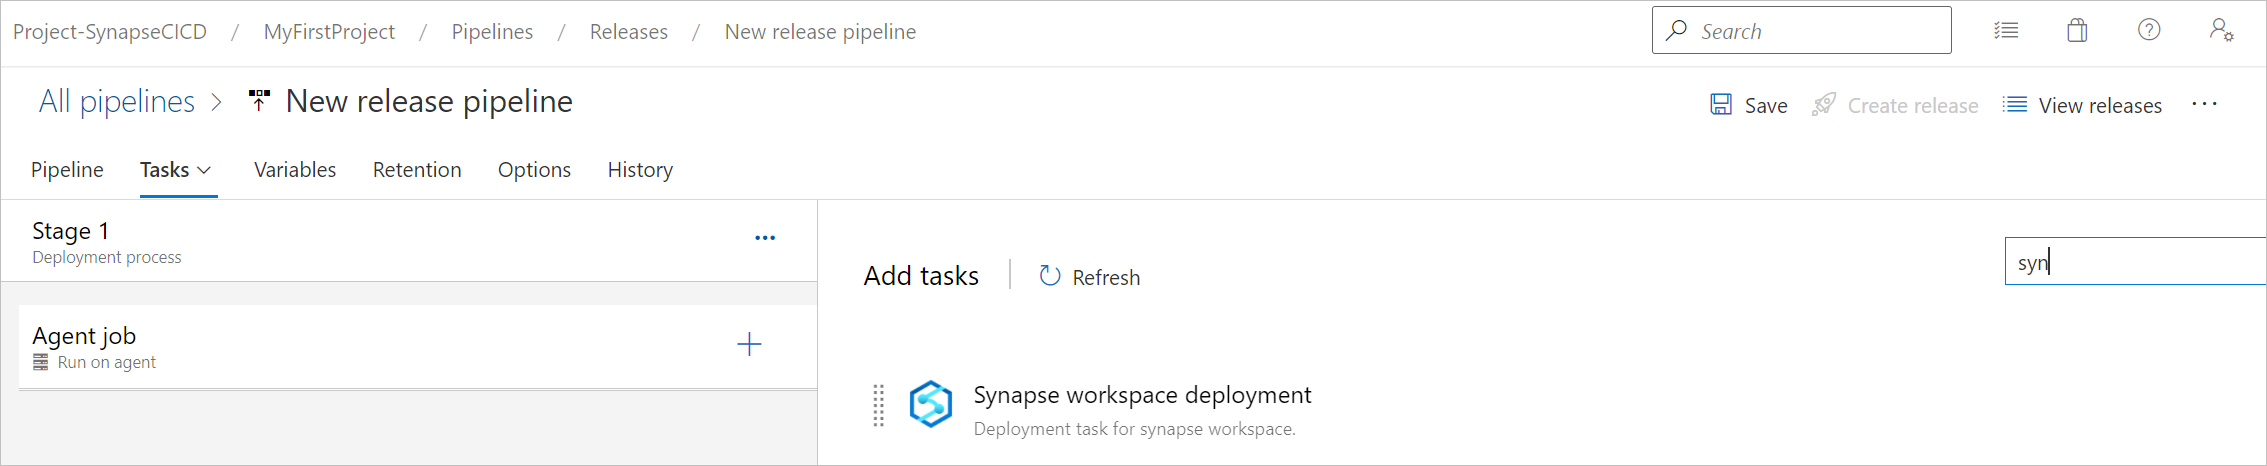 Project-SynapseCICD / MyFirstProject / Pipelines / Releases / New release pipeline
Search
All pipelines > New release pipeline
Save Create release View releases ...
Pipeline Tasks Variables Retention Options History
Stage 1
Deployment process
...
Add tasks Refresh
syn
Agent job
Run on agent
Synapse workspace deployment
Deployment task for synapse workspace.